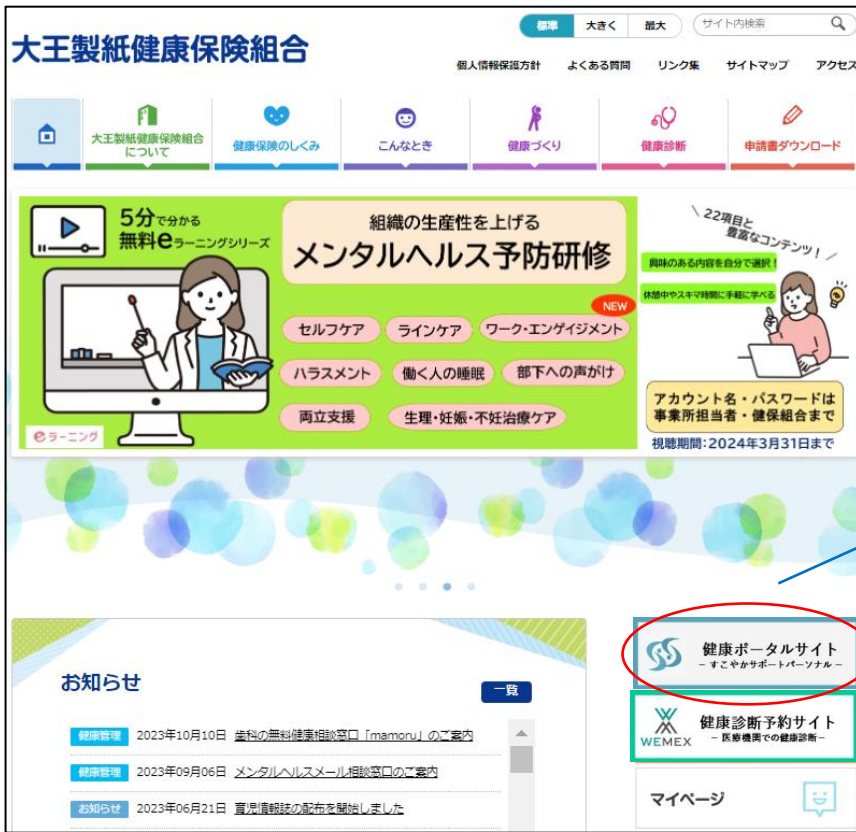 標準 大きく 最大 サイト内検索
大王製紙健康保険組合
個人情報保護方針 よくある質問 リンク集 サイトマップ アクセス
大王製紙健康保険組合
について
健康保険のしくみ
こんなとき
健康づくり
健康診断
申請書ダウンロード
5分で分かる
無料eラーニングシリーズ
組織の生産性を上げる
メンタルヘルス予防研修
NEW
セルフケア ラインケア ワーク・エンゲイジメント
ハラスメント 働く人の睡眠 部下への声がけ
両立支援 生理・妊娠・不妊治療ケア
eラーニング
22項目と
豊富なコンテンツ!
興味のある内容を自分で選択!
休憩中やスキマ時間に手軽に学べる
アカウント名・パスワードは
事業所担当者・健保組合まで
視聴期間:2024年3月31日まで
お知らせ
一覧
健康管理 2023年10月10日 歯科の無料健康相談窓口「mamoru」のご案内
健康管理 2023年09月06日 メンタルヘルスメール相談窓口のご案内
お知らせ 2023年06月21日 育児情報誌の配布を開始しました
健康ポータルサイト
－すこやかサポートパーソナル－
WEMEX
健康診断予約サイト
－医療機関での健康診断－
マイページ